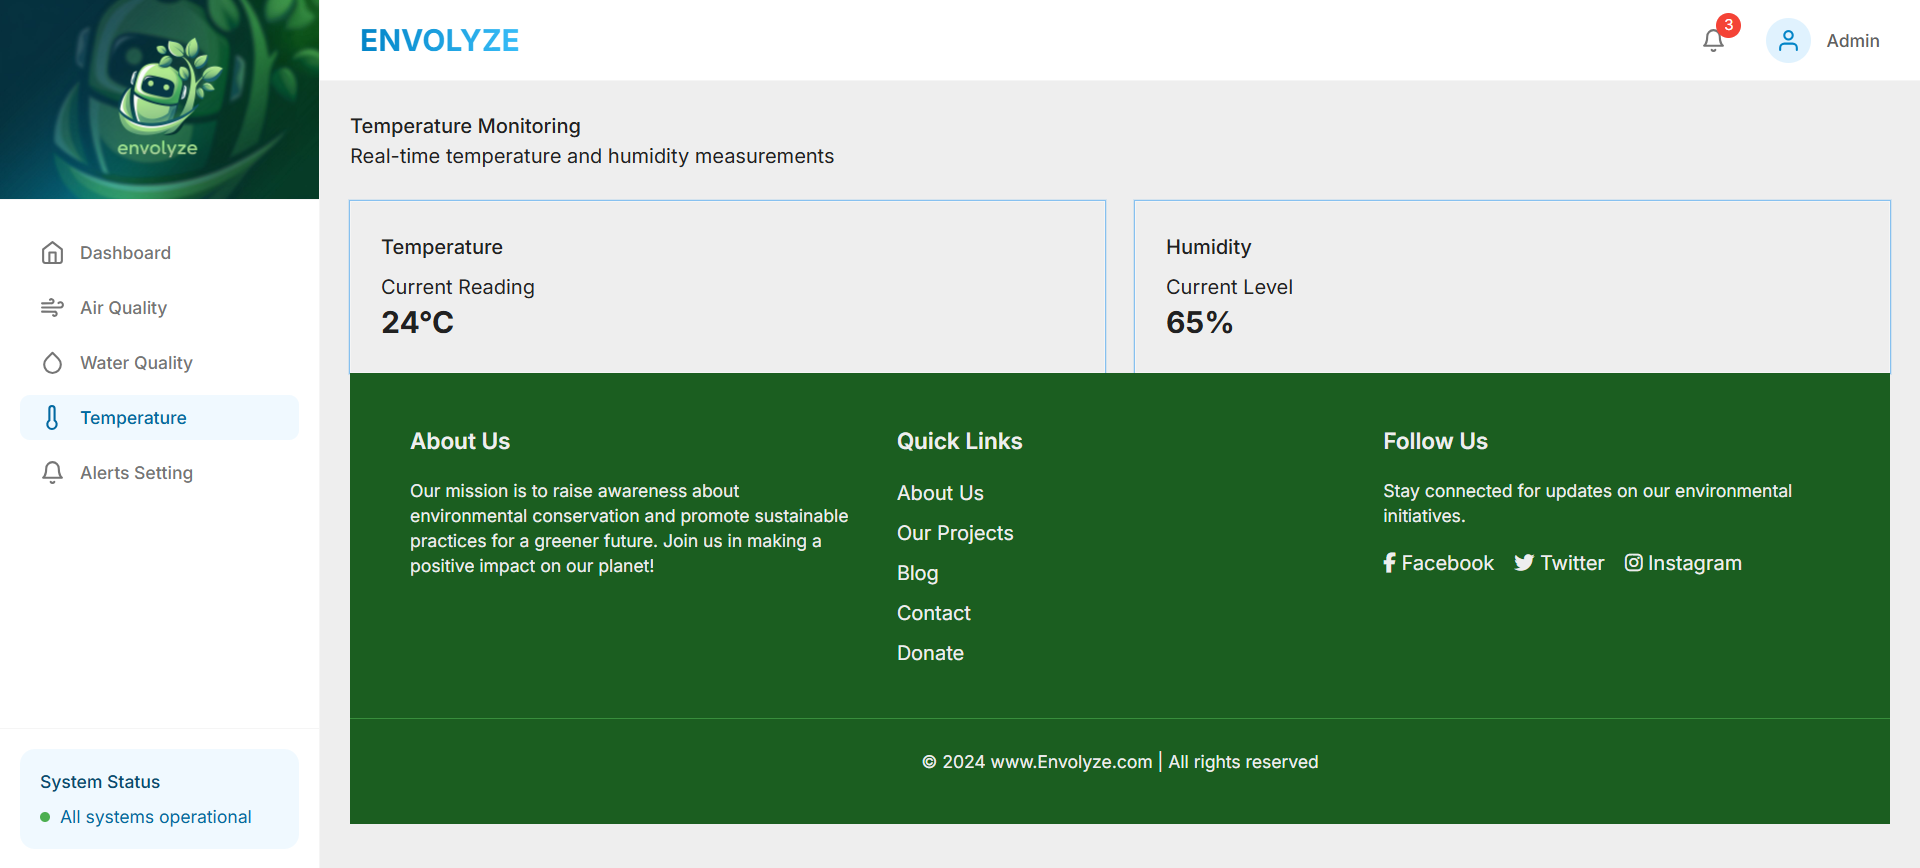 envolyze
Dashboard
Air Quality
Water Quality
Temperature
Alerts Setting
System Status
All systems operational
ENVOLYZE
3
Admin
Temperature Monitoring
Real-time temperature and humidity measurements
Temperature
Current Reading
24°C
Humidity
Current Level
65%
About Us
Our mission is to raise awareness about
environmental conservation and promote sustainable
practices for a greener future. Join us in making a
positive impact on our planet!
Quick Links
About Us
Our Projects
Blog
Contact
Donate
Follow Us
Stay connected for updates on our environmental
initiatives.
Facebook Twitter Instagram
© 2024 www.Envolyze.com | All rights reserved